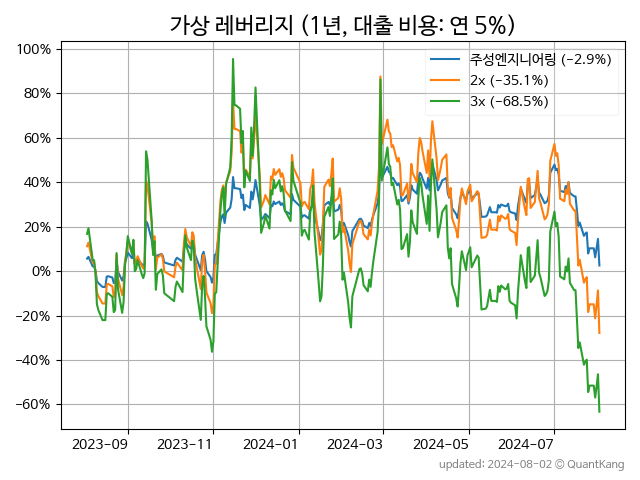 가상 레버리지 (1년, 대출 비용: 연 5%)
100%
80%
60%
40%
20%
0%
−20%
−40%
−60%
주성엔지니어링 (−2.9%)
2x (−35.1%)
3x (−68.5%)
2023-09 2023-11 2024-01 2024-03 2024-05 2024-07
updated: 2024-08-02 © QuantKang